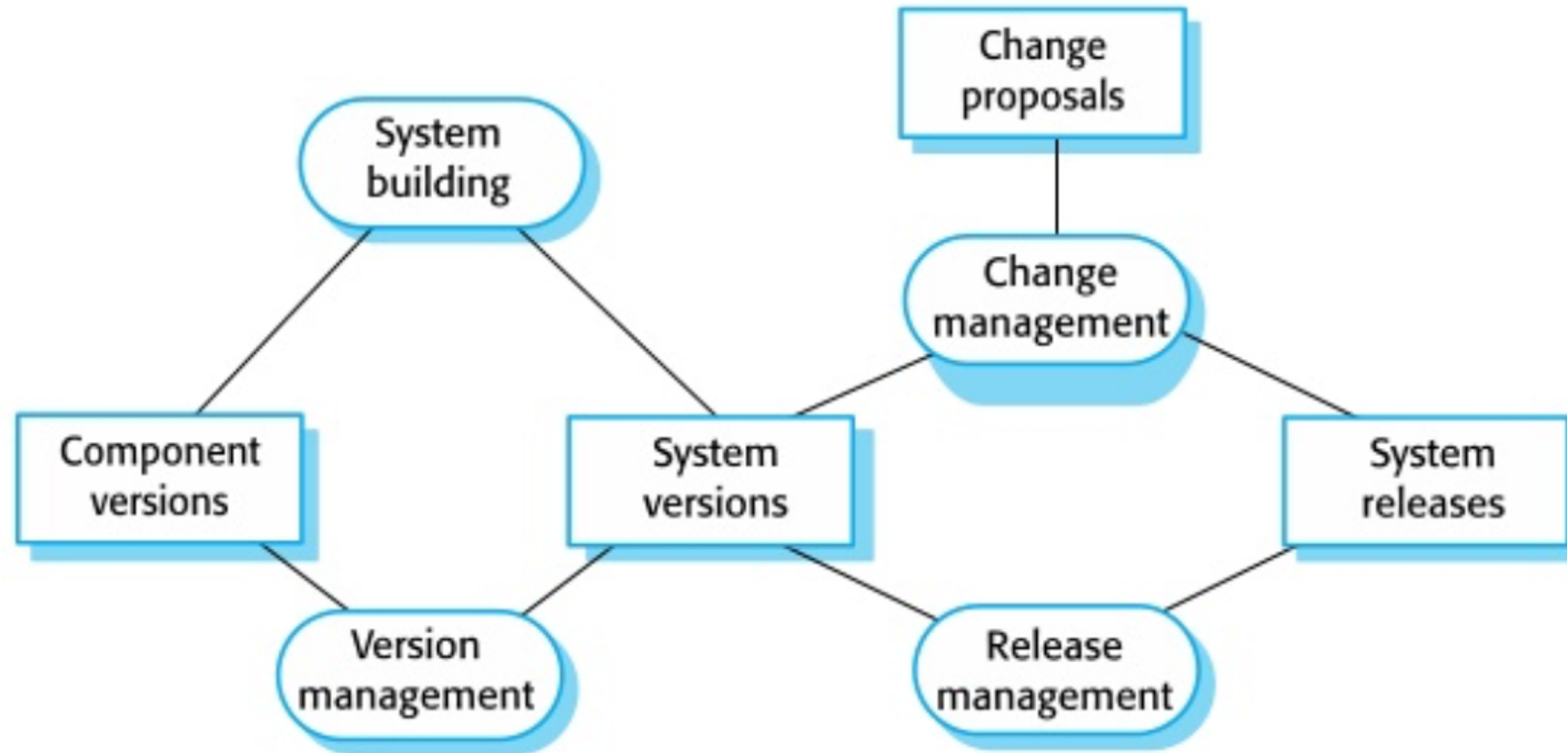 Change
proposals
System
building
Change
management
Component
versions
System
versions
System
releases
Version
management
Release
management